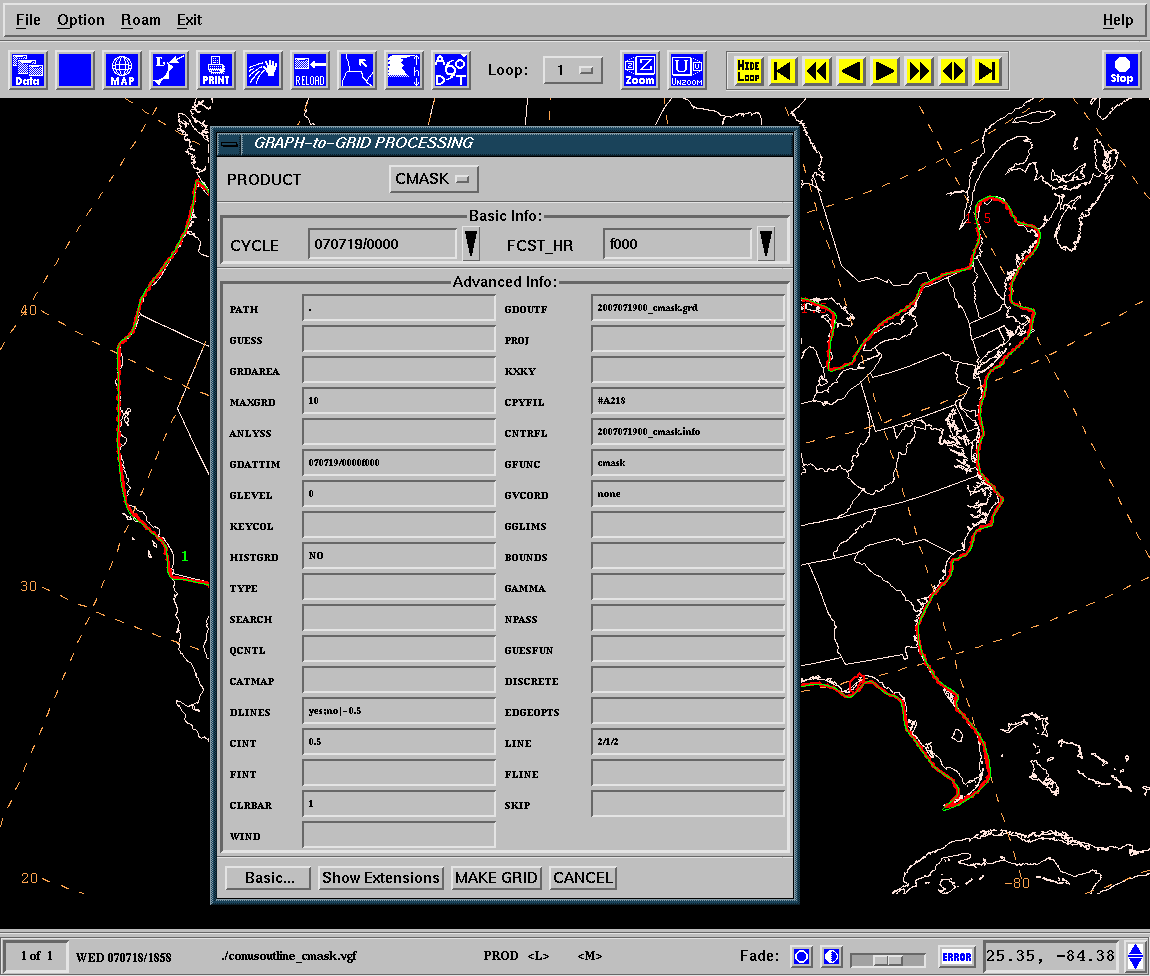 File Option Roam Exit Help
Data MAP PRINT RELOAD Loop: 1 Zoom UNZOOM HIDE LOOP Stop
GRAPH-to-GRID PROCESSING
PRODUCT CMASK
Basic Info:
CYCLE 070719/0000 FCST_HR f000
Advanced Info:
PATH . GDOUTF 2007071900_cmask.grd
GUESS PROJ
GRDAREA KXKY
MAXGRD 10 CPYFIL #A218
ANLYSS CNTRFL 2007071900_cmask.info
GDATTIM 070719/0000f000 GFUNC cmask
GLEVEL 0 GVCORD none
KEYCOL GGLIMS
HISTGRD NO BOUNDS
TYPE GAMMA
SEARCH NPASS
QCNTL GUESFUN
CATMAP DISCRETE
DLINES yes;no|-0.5 EDGEOPTS
CINT 0.5 LINE 2/1/2
FINT FLINE
CLRBAR 1 SKIP
WIND
Basic... Show Extensions MAKE GRID CANCEL
40
30
20
1
-80
1 of 1 WED 070718/1858 ./conusoutline_cmask.vgf PROD <L> <M> Fade: ERROR 25.35, -84.38